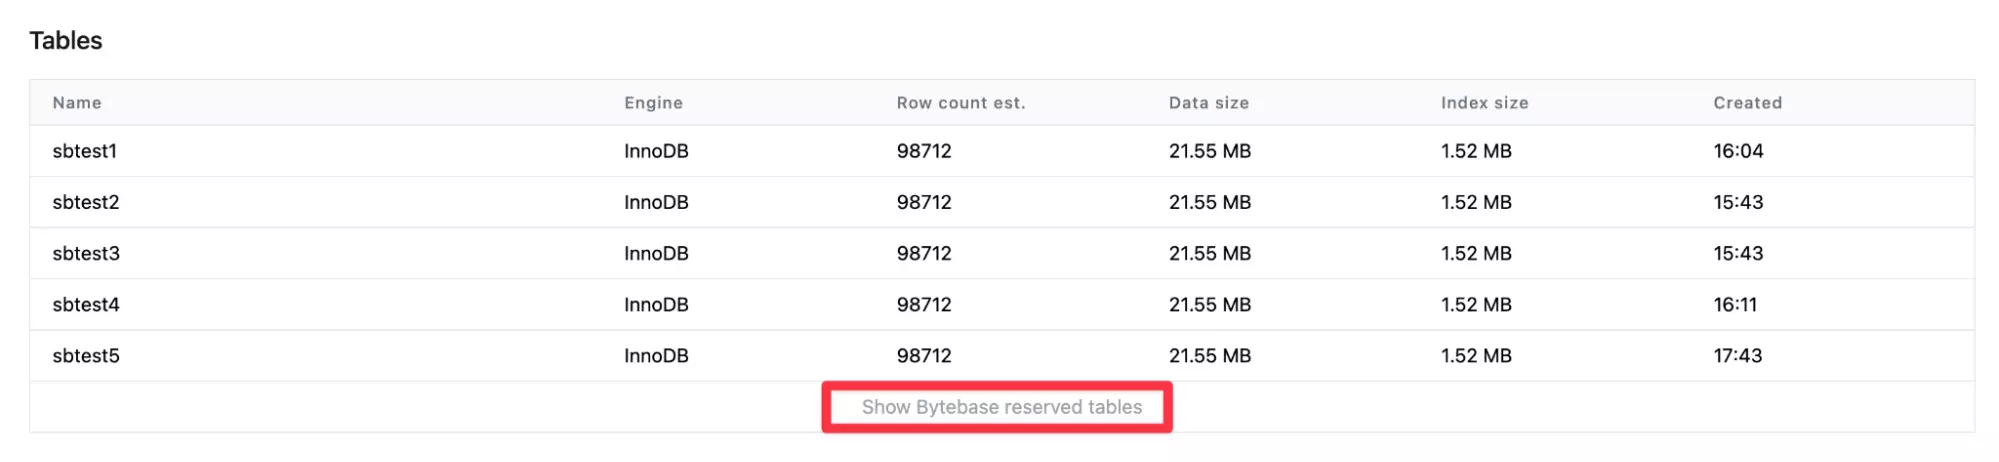 Tables
Name Engine Row count est. Data size Index size Created
sbtest1 InnoDB 98712 21.55 MB 1.52 MB 16:04
sbtest2 InnoDB 98712 21.55 MB 1.52 MB 15:43
sbtest3 InnoDB 98712 21.55 MB 1.52 MB 15:43
sbtest4 InnoDB 98712 21.55 MB 1.52 MB 16:11
sbtest5 InnoDB 98712 21.55 MB 1.52 MB 17:43
Show Bytebase reserved tables